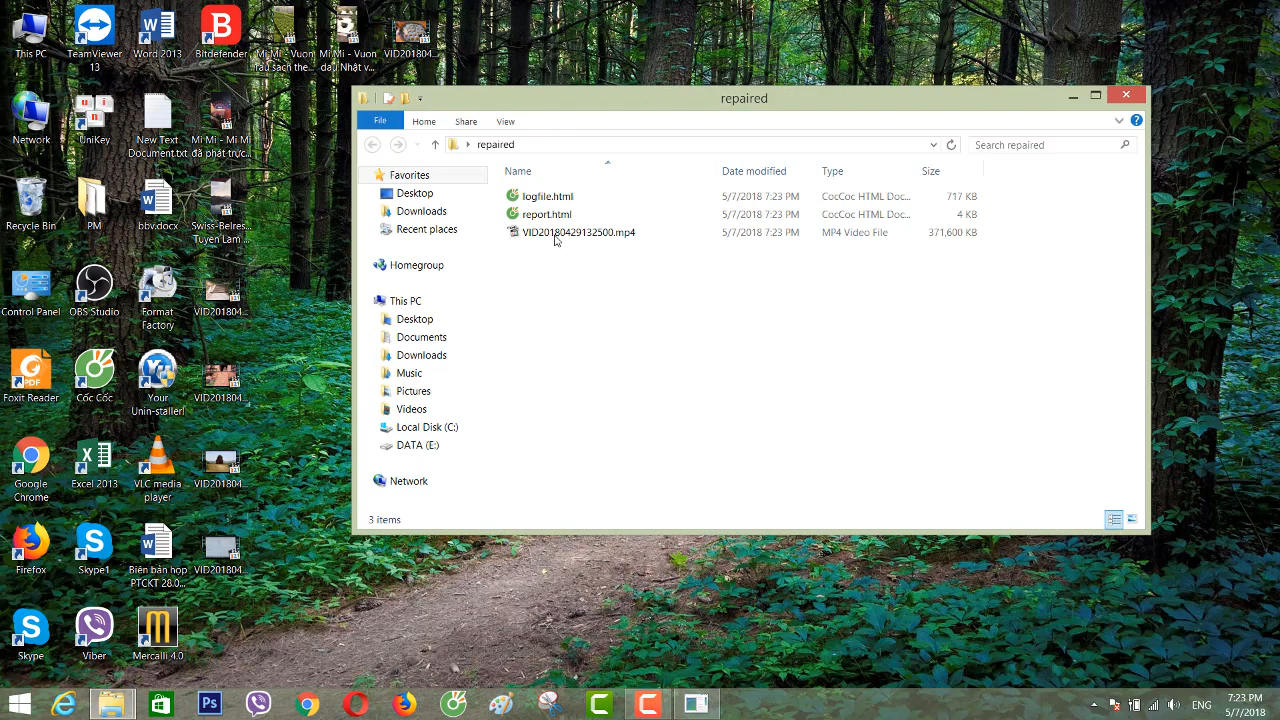 This PC
TeamViewer
13
Word 2013
Bitdefender
Mi Mi - Vuon
rau sach the...
Mi Mi - Vuon
dau Nhật v...
VID201804...
Network
UniKey
New Text
Document.txt
Mi Mi - Mi Mi
đã phát trực...
Recycle Bin
PM
bbv.docx
Swiss-Belres...
Tuyen Lam ...
Control Panel
OBS Studio
Format
Factory
VID201804...
Foxit Reader
Cốc Cốc
Your
Unin-staller!
VID201804...
Google
Chrome
Excel 2013
VLC media
player
VID201804...
Firefox
Skype1
Biên bản họp
PTCKT 28.0...
VID201804...
Skype
Viber
Mercalli 4.0
repaired
File
Home
Share
View
repaired
Search repaired
Name
Date modified
Type
Size
logfile.html
5/7/2018 7:23 PM
CocCoc HTML Doc...
717 KB
report.html
5/7/2018 7:23 PM
CocCoc HTML Doc...
4 KB
VID20180429132500.mp4
5/7/2018 7:23 PM
MP4 Video File
371,600 KB
Favorites
Desktop
Downloads
Recent places
Homegroup
This PC
Desktop
Documents
Downloads
Music
Pictures
Videos
Local Disk (C:)
DATA (E:)
Network
3 items
ENG
7:23 PM
5/7/2018